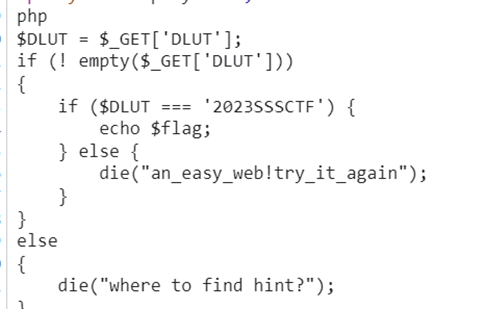 php
$DLUT = $_GET['DLUT'];
if (! empty($_GET['DLUT']))
{
    if ($DLUT === '2023SSSCTF') {
        echo $flag;
    } else {
        die("an_easy_web!try_it_again");
    }
}
else
{
    die("where to find hint?");
}